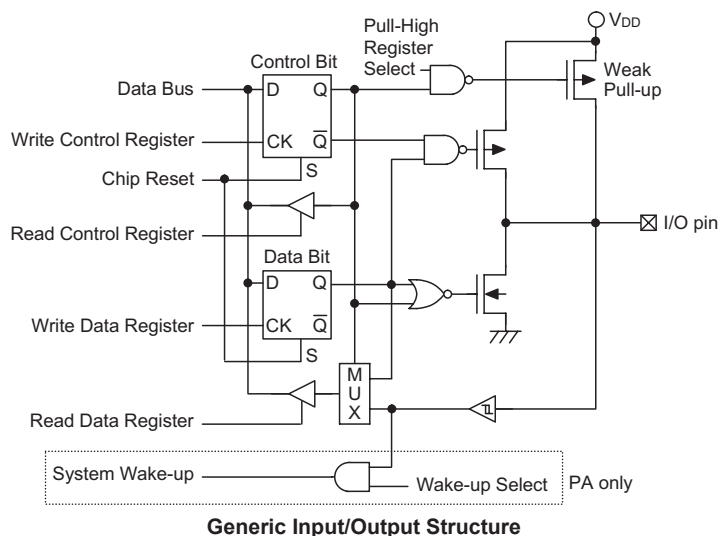 VDD
Pull-High
Register
Select
Weak
Pull-up
Control Bit
Data Bus
D
Q
Write Control Register
CK
Q
Chip Reset
S
Read Control Register
I/O pin
Data Bit
D
Q
Write Data Register
CK
Q
S
M
U
X
Read Data Register
System Wake-up
Wake-up Select
PA only
Generic Input/Output Structure